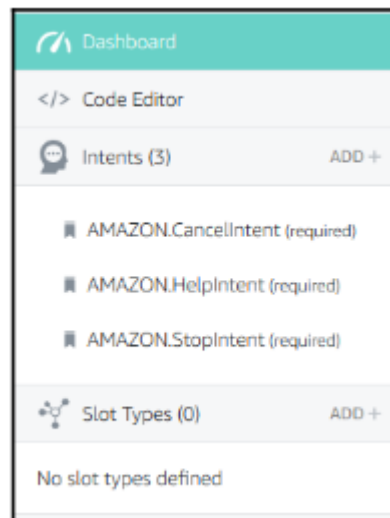 Dashboard
</> Code Editor
Intents (3) ADD +
AMAZON.CancelIntent (required)
AMAZON.HelpIntent (required)
AMAZON.StopIntent (required)
Slot Types (0) ADD +
No slot types defined